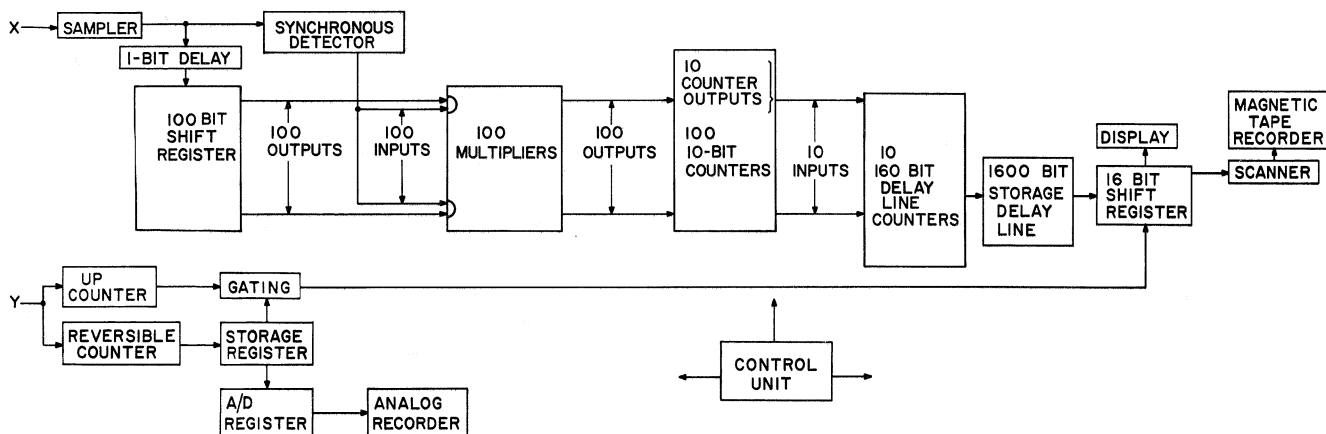 X
SAMPLER
SYNCHRONOUS
DETECTOR
1-BIT DELAY
100 BIT
SHIFT
REGISTER
100
OUTPUTS
100
INPUTS
100
MULTIPLIERS
100
OUTPUTS
10
COUNTER
OUTPUTS
100
10-BIT
COUNTERS
10
INPUTS
10
160 BIT
DELAY
LINE
COUNTERS
1600 BIT
STORAGE
DELAY
LINE
DISPLAY
16 BIT
SHIFT
REGISTER
MAGNETIC
TAPE
RECORDER
SCANNER
Y
UP
COUNTER
GATING
REVERSIBLE
COUNTER
STORAGE
REGISTER
A/D
REGISTER
ANALOG
RECORDER
CONTROL
UNIT